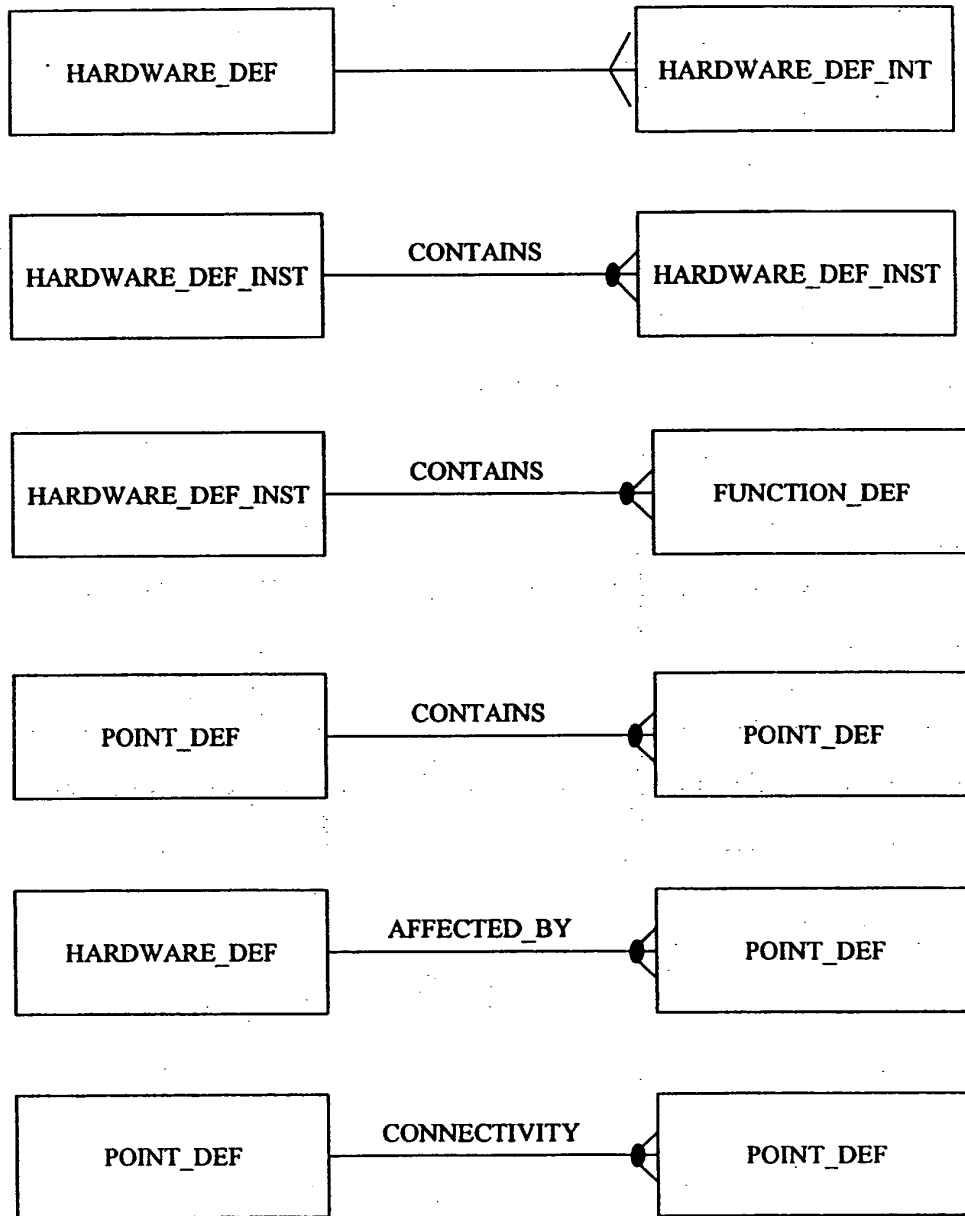 HARDWARE_DEF
HARDWARE_DEF_INT
HARDWARE_DEF_INST
CONTAINS
HARDWARE_DEF_INST
HARDWARE_DEF_INST
CONTAINS
FUNCTION_DEF
POINT_DEF
CONTAINS
POINT_DEF
HARDWARE_DEF
AFFECTED_BY
POINT_DEF
POINT_DEF
CONNECTIVITY
POINT_DEF